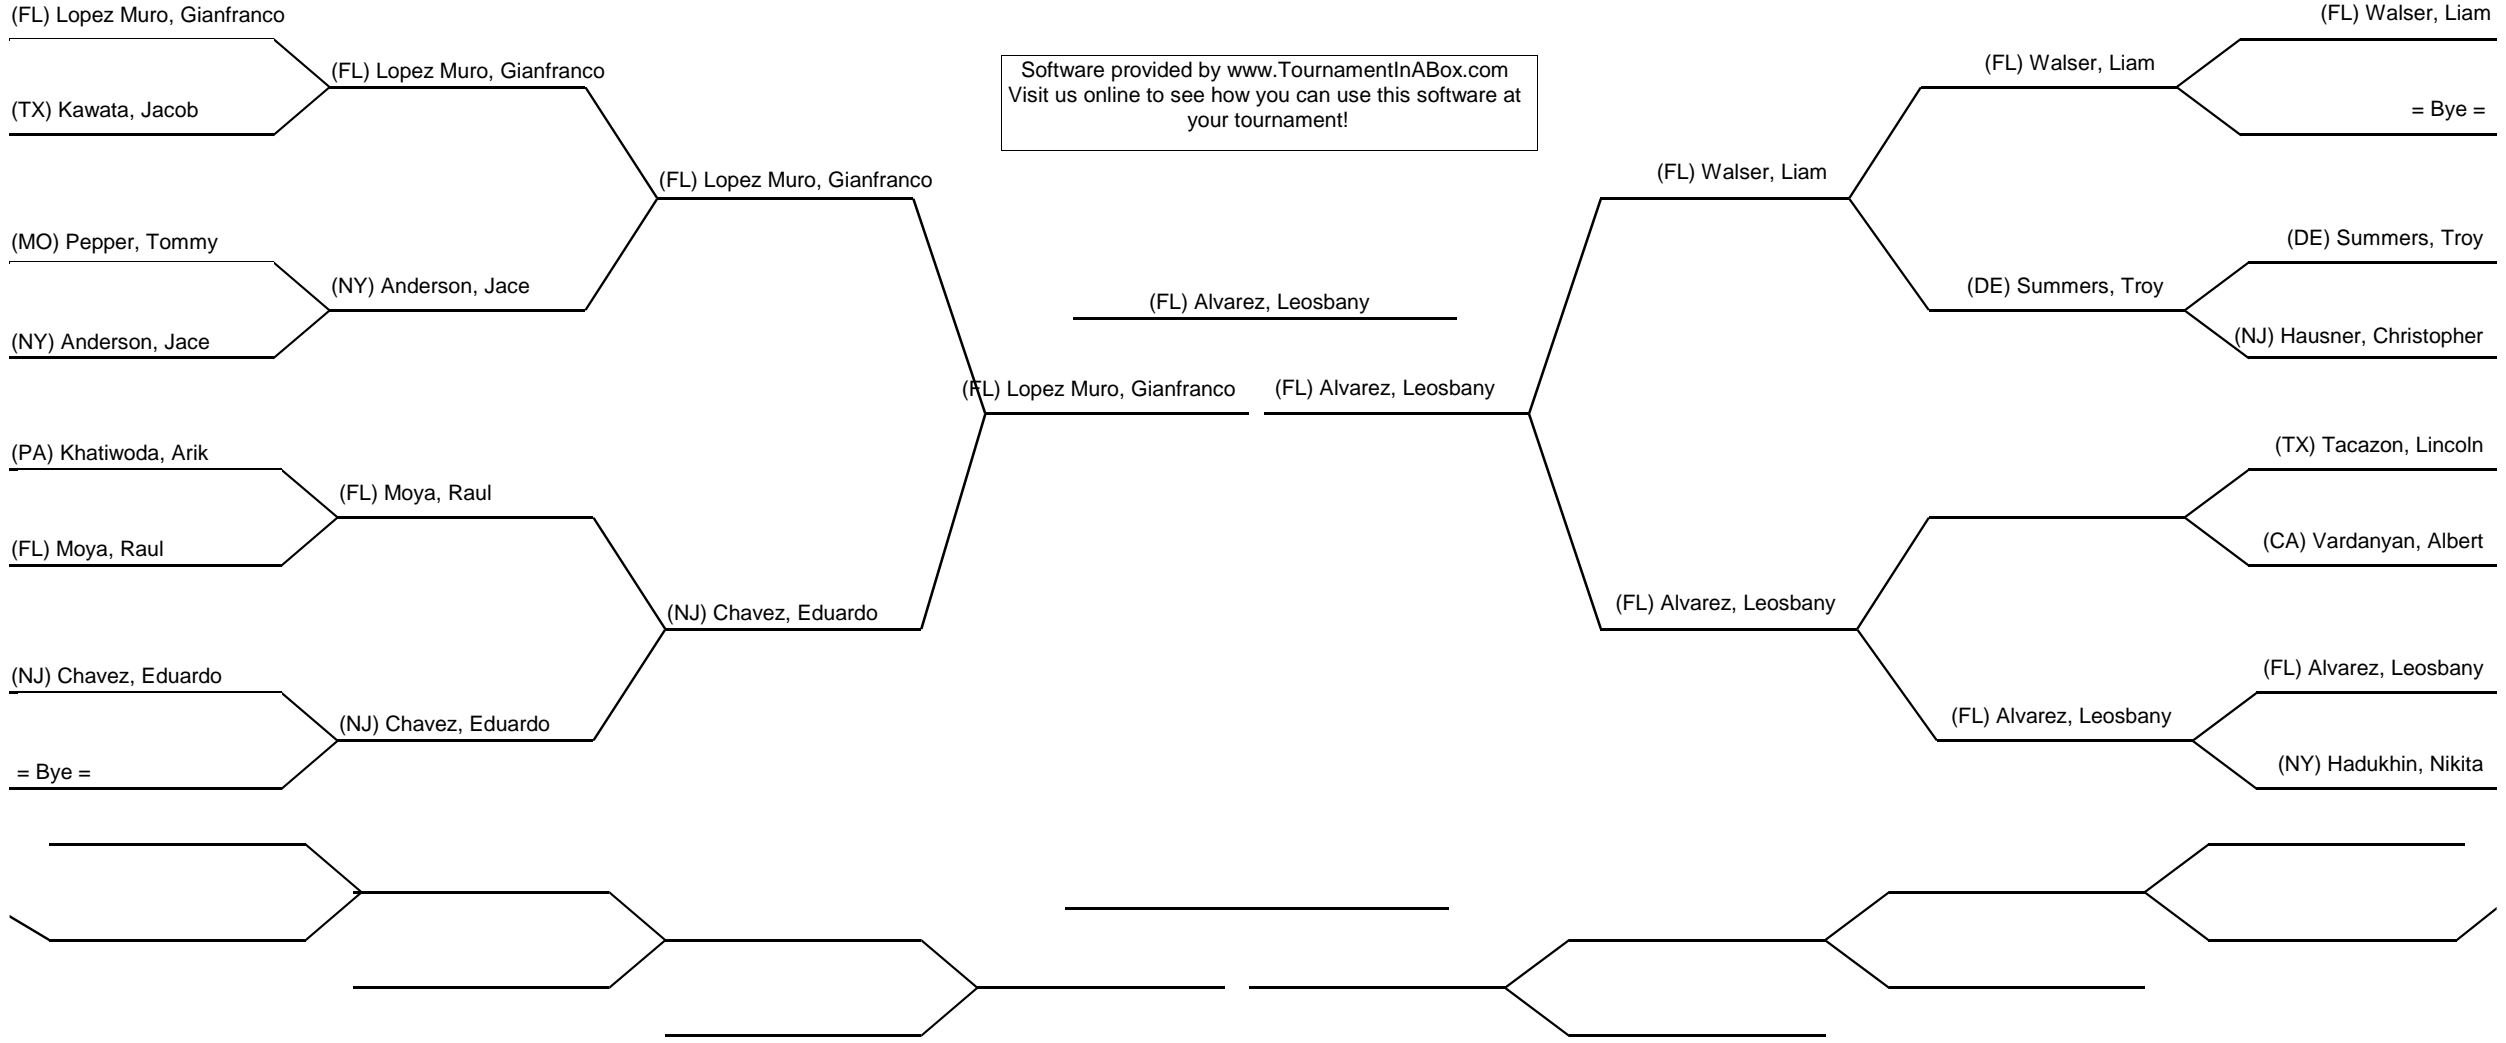 (FL) Lopez Muro, Gianfranco
(TX) Kawata, Jacob
(MO) Pepper, Tommy
(NY) Anderson, Jace
(PA) Khatiwoda, Arik
(FL) Moya, Raul
(NJ) Chavez, Eduardo
= Bye =
(FL) Lopez Muro, Gianfranco
(NY) Anderson, Jace
(FL) Moya, Raul
(NJ) Chavez, Eduardo
(FL) Lopez Muro, Gianfranco
(NJ) Chavez, Eduardo
(FL) Lopez Muro, Gianfranco
Software provided by www.TournamentInABox.com
Visit us online to see how you can use this software at
your tournament!
(FL) Alvarez, Leosbany
(FL) Alvarez, Leosbany
(FL) Walser, Liam
(FL) Alvarez, Leosbany
(FL) Walser, Liam
(DE) Summers, Troy
(FL) Alvarez, Leosbany
(FL) Walser, Liam
= Bye =
(DE) Summers, Troy
(NJ) Hausner, Christopher
(TX) Tacazon, Lincoln
(CA) Vardanyan, Albert
(FL) Alvarez, Leosbany
(NY) Hadukhin, Nikita